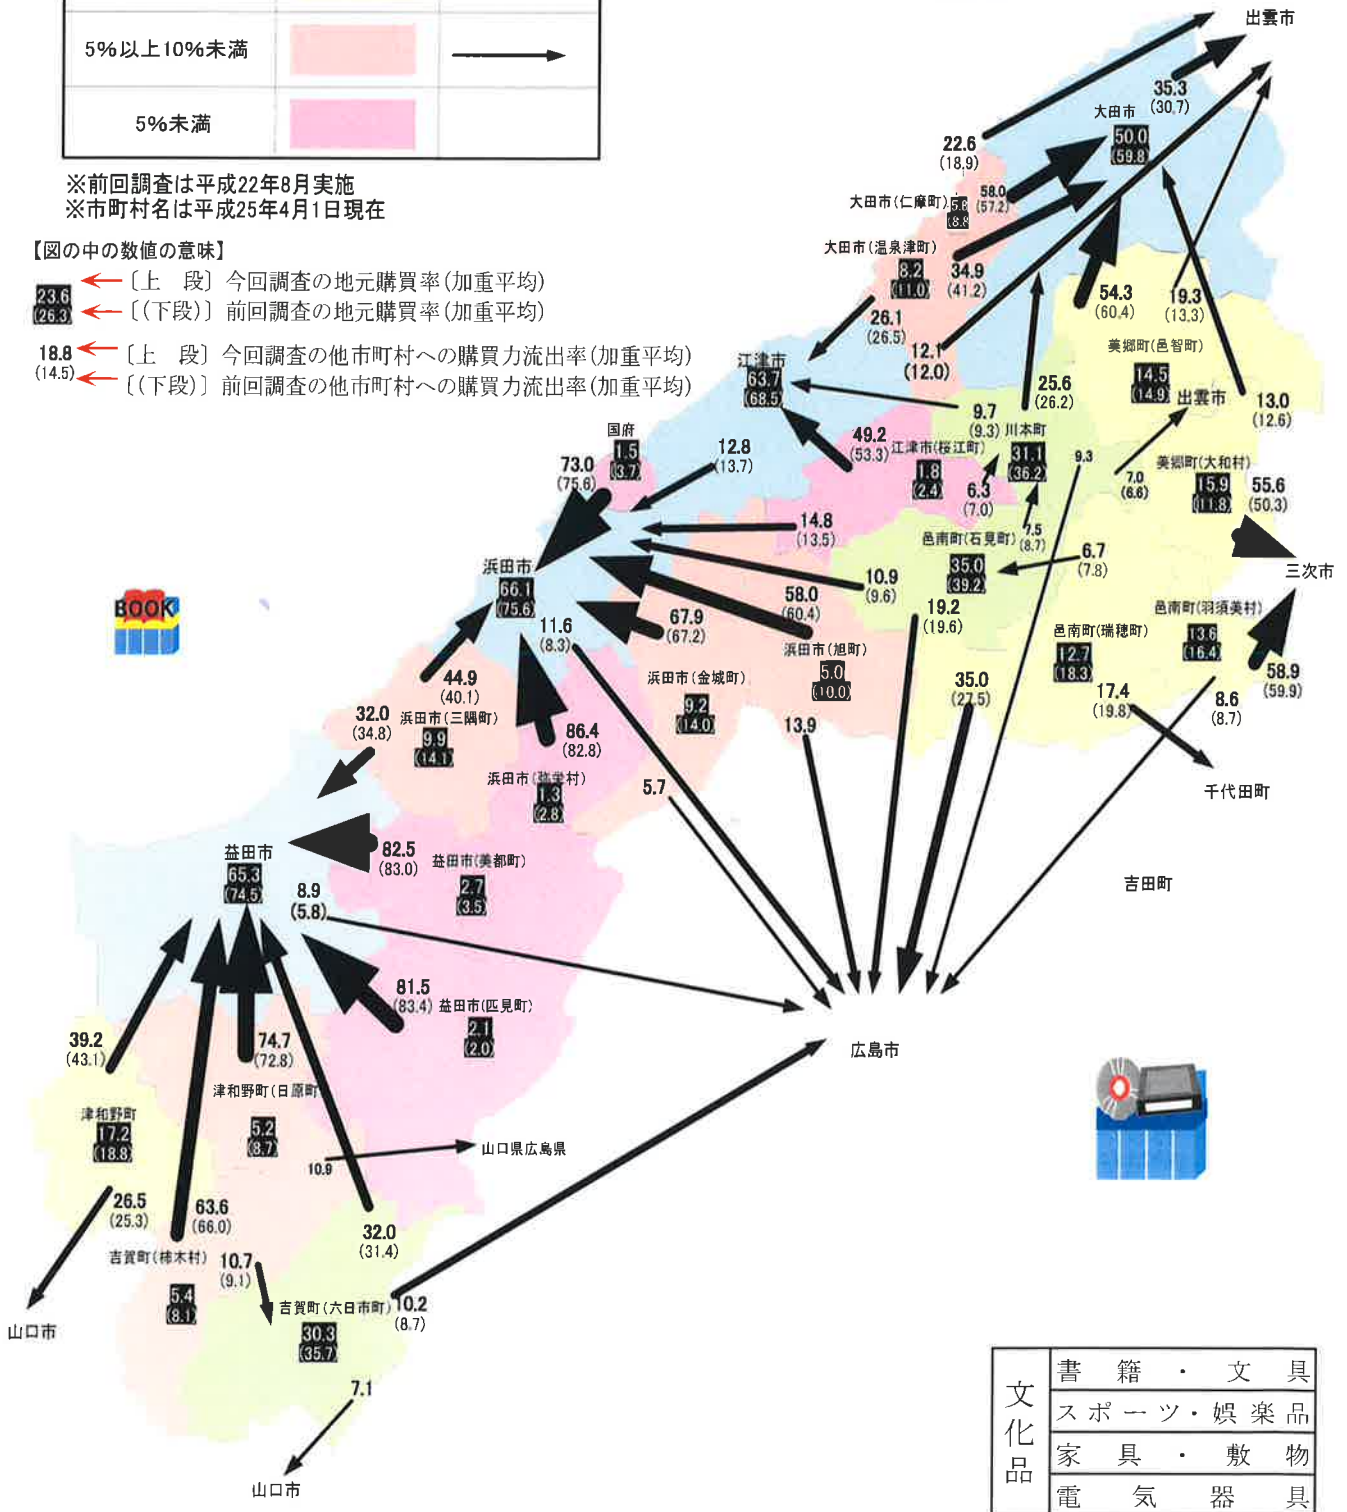 5%以上10%未満
5%未満
※前回調査は平成22年8月実施
※市町村名は平成25年4月1日現在
【図の中の数値の意味】
23.6
(26.3)
〔上　段〕今回調査の地元購買率(加重平均)
〔(下段)〕前回調査の地元購買率(加重平均)
18.8
(14.5)
〔上　段〕今回調査の他市町村への購買力流出率(加重平均)
〔(下段)〕前回調査の他市町村への購買力流出率(加重平均)
出雲市
35.3
(30.7)
大田市
50.0
(59.8)
22.6
(18.9)
大田市(仁摩町)
(8.8
58.0
(57.2)
大田市(温泉津町)
8.2
(11.0)
34.9
(41.2)
26.1
(26.5)
12.1
(12.0)
54.3
(60.4)
19.3
(13.3)
美郷町(邑智町)
14.5
(14.9)
出雲市
13.0
(12.6)
江津市
63.7
(68.5)
25.6
(26.2)
9.7
(9.3)
川本町
31.1
(36.2)
国府
1.5
(3.7)
73.0
(75.6)
12.8
(13.7)
49.2
(53.3)
江津市(桜江町)
1.8
(2.4)
6.3
(7.0)
9.3
7.0
(6.6)
美郷町(大和村)
15.9
(11.8)
55.6
(50.3)
三次市
14.8
(13.5)
7.5
(8.7)
邑南町(石見町)
35.0
(39.2)
6.7
(7.8)
浜田市
66.1
(75.6)
10.9
(9.6)
58.0
(60.4)
19.2
(19.6)
邑南町(羽須美村)
13.6
(16.4)
BOOK
11.6
(8.3)
67.9
(67.2)
浜田市(旭町)
5.0
(10.0)
邑南町(瑞穂町)
12.7
(18.3)
58.9
(59.9)
44.9
(40.1)
浜田市(金城町)
9.2
(14.0)
35.0
(27.5)
17.4
(19.8)
8.6
(8.7)
32.0
(34.8)
浜田市(三隅町)
9.9
(14.1)
86.4
(82.8)
13.9
浜田市(弥栄村)
1.3
(2.8)
5.7
千代田町
82.5
(83.0)
益田市
65.3
(74.5)
益田市(美都町)
2.7
(3.5)
吉田町
8.9
(5.8)
81.5
(83.4)
益田市(匹見町)
2.1
(2.0)
広島市
39.2
(43.1)
74.7
(72.8)
津和野町(日原町
5.2
(8.7)
津和野町
17.2
(18.8)
10.9
山口県広島県
26.5
(25.3)
63.6
(66.0)
32.0
(31.4)
吉賀町(柿木村)
5.4
(8.1)
10.7
(9.1)
吉賀町(六日市町)
30.3
(35.7)
10.2
(8.7)
山口市
7.1
山口市
文化品
書籍・文具
スポーツ・娯楽品
家具・敷物
電気器具